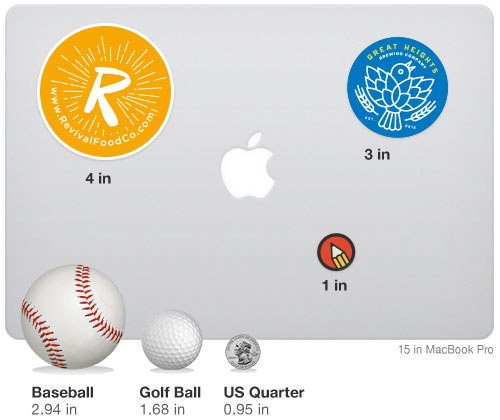 R
www.RevivalFoodCo.com
4 in
GREAT HEIGHTS
BREWING COMPANY
EST. 2016
3 in
1 in
15 in MacBook Pro
Baseball
2.94 in
Golf Ball
1.68 in
US Quarter
0.95 in